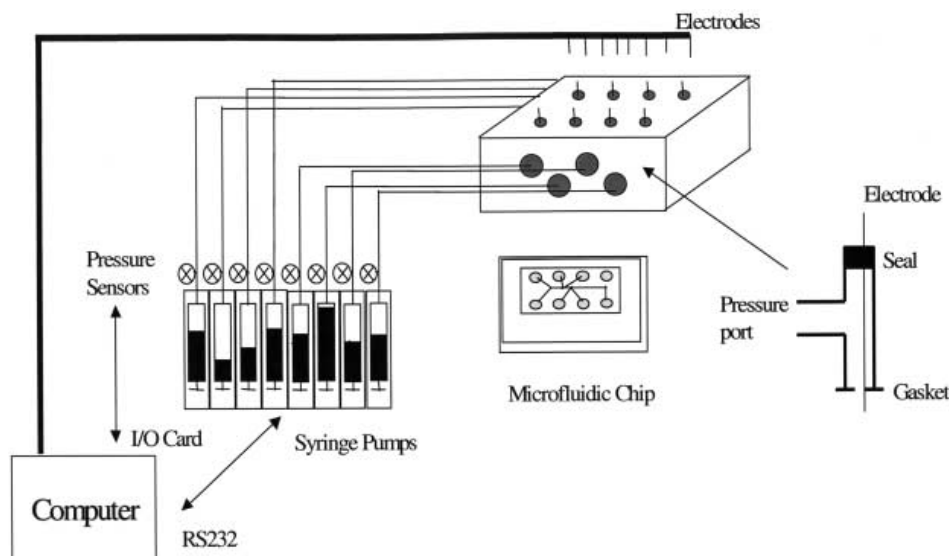 Electrodes
Electrode
Pressure
Sensors
Seal
Pressure
port
Microfluidic Chip
Gasket
I/O Card
Syringe Pumps
Computer
RS232